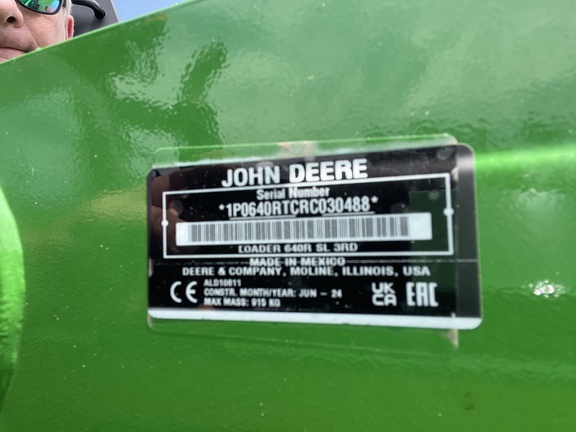 JOHN DEERE
Serial Number
*1P0640RTCRC030488*
LOADER 640R SL 3RD
MADE IN MEXICO
DEERE & COMPANY, MOLINE, ILLINOIS, USA
ALD10611
CONSTR. MONTH/YEAR: JUN - 24
MAX MASS: 915 KG
CE
UK
CA
EAC